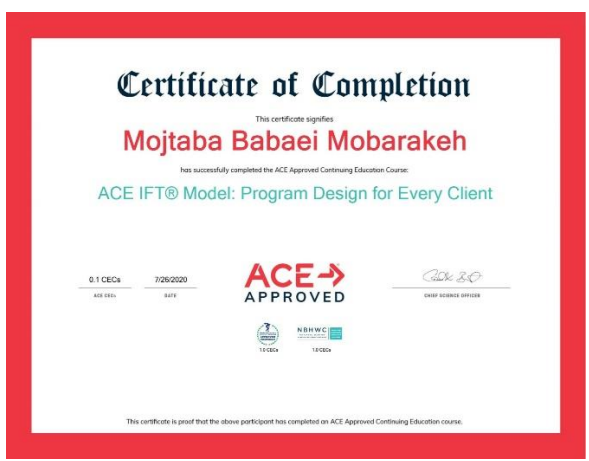 Certificate of Completion
This certificate signifies
Mojtaba Babaei Mobarakeh
has successfully completed the ACE Approved Continuing Education Course:
ACE IFT® Model: Program Design for Every Client
0.1 CECs 7/26/2020
ACE CECs DATE
ACE
APPROVED
CHIEF SCIENCE OFFICER
NBHWC
1.0 CECs 1.0 CECs
This certificate is proof that the above participant has completed an ACE Approved Continuing Education course.